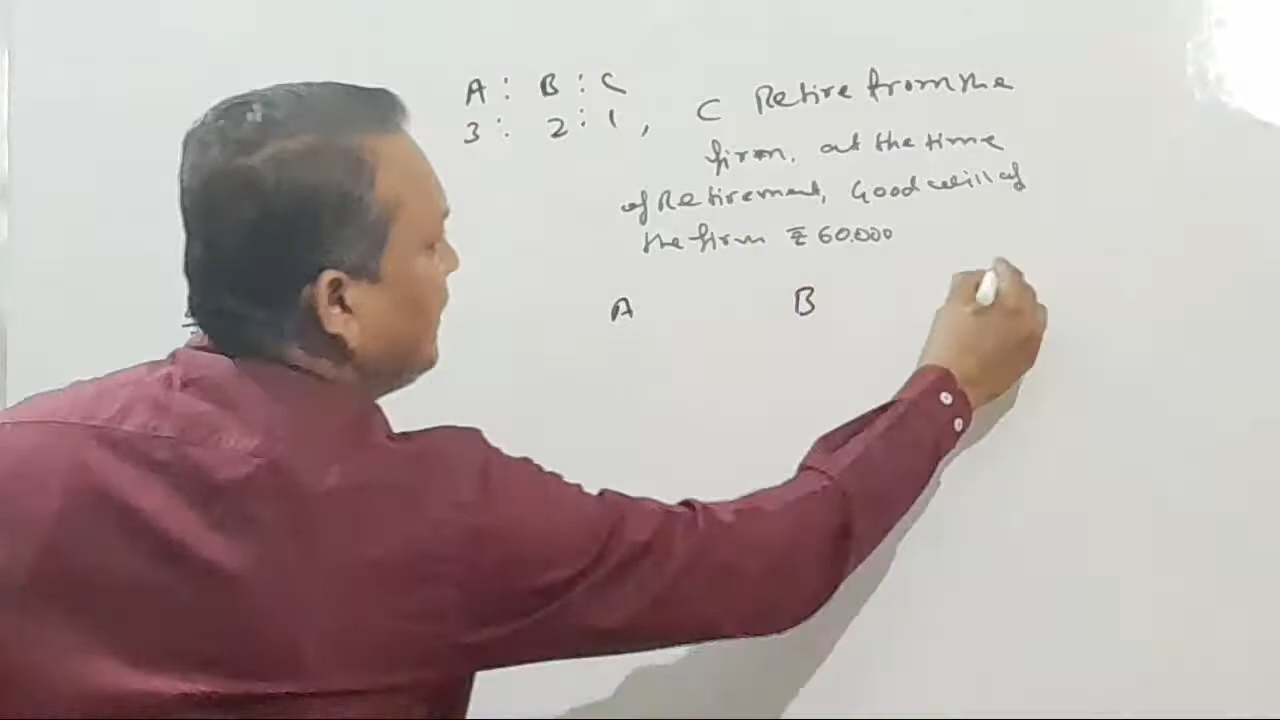 A : B : C
3 : 2 : 1 , C Retire from the
firm, at the time
of Retirement, Goodwill of
the firm ₹ 60.000
A B